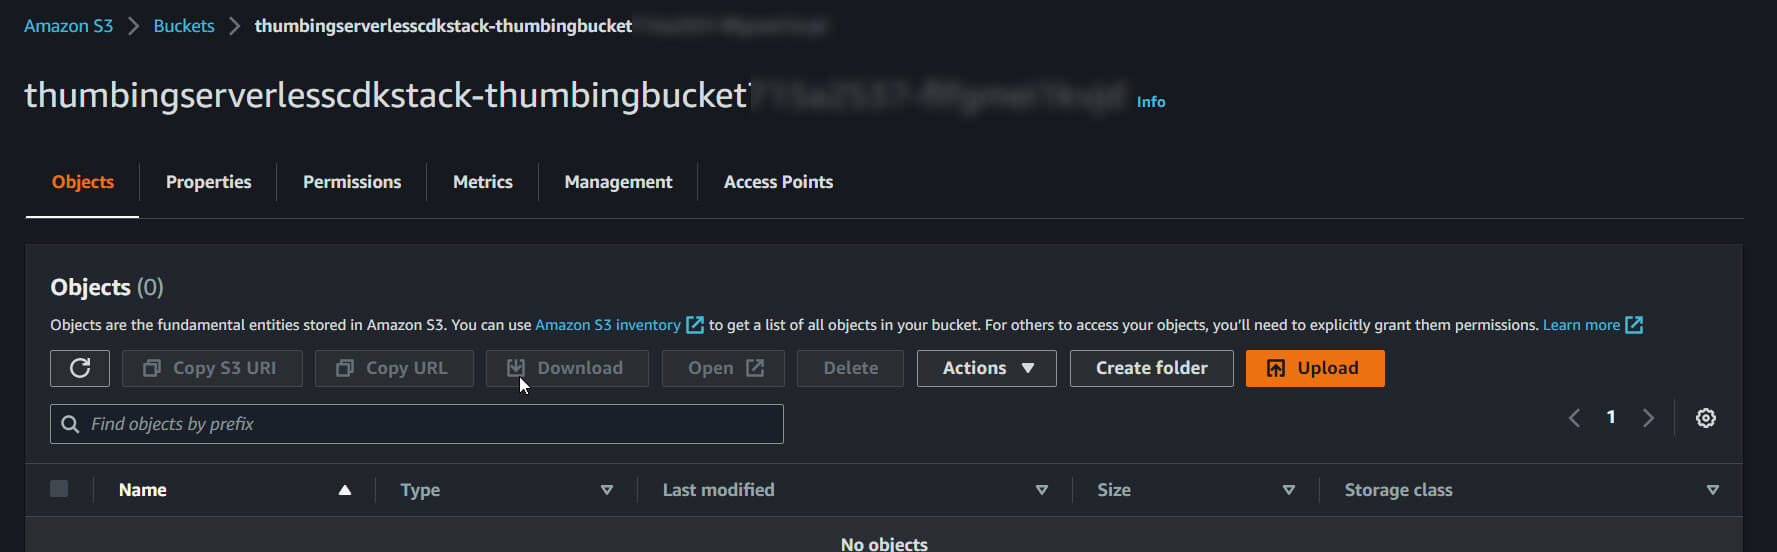 Amazon S3 > Buckets > thumbingserverlesscdkstack-thumbingbucket
thumbingserverlesscdkstack-thumbingbucket Info
Objects Properties Permissions Metrics Management Access Points
Objects (0)
Objects are the fundamental entities stored in Amazon S3. You can use Amazon S3 inventory to get a list of all objects in your bucket. For others to access your objects, you'll need to explicitly grant them permissions. Learn more
Copy S3 URI Copy URL Download Open Delete Actions Create folder Upload
Find objects by prefix 1
Name Type Last modified Size Storage class
No objects